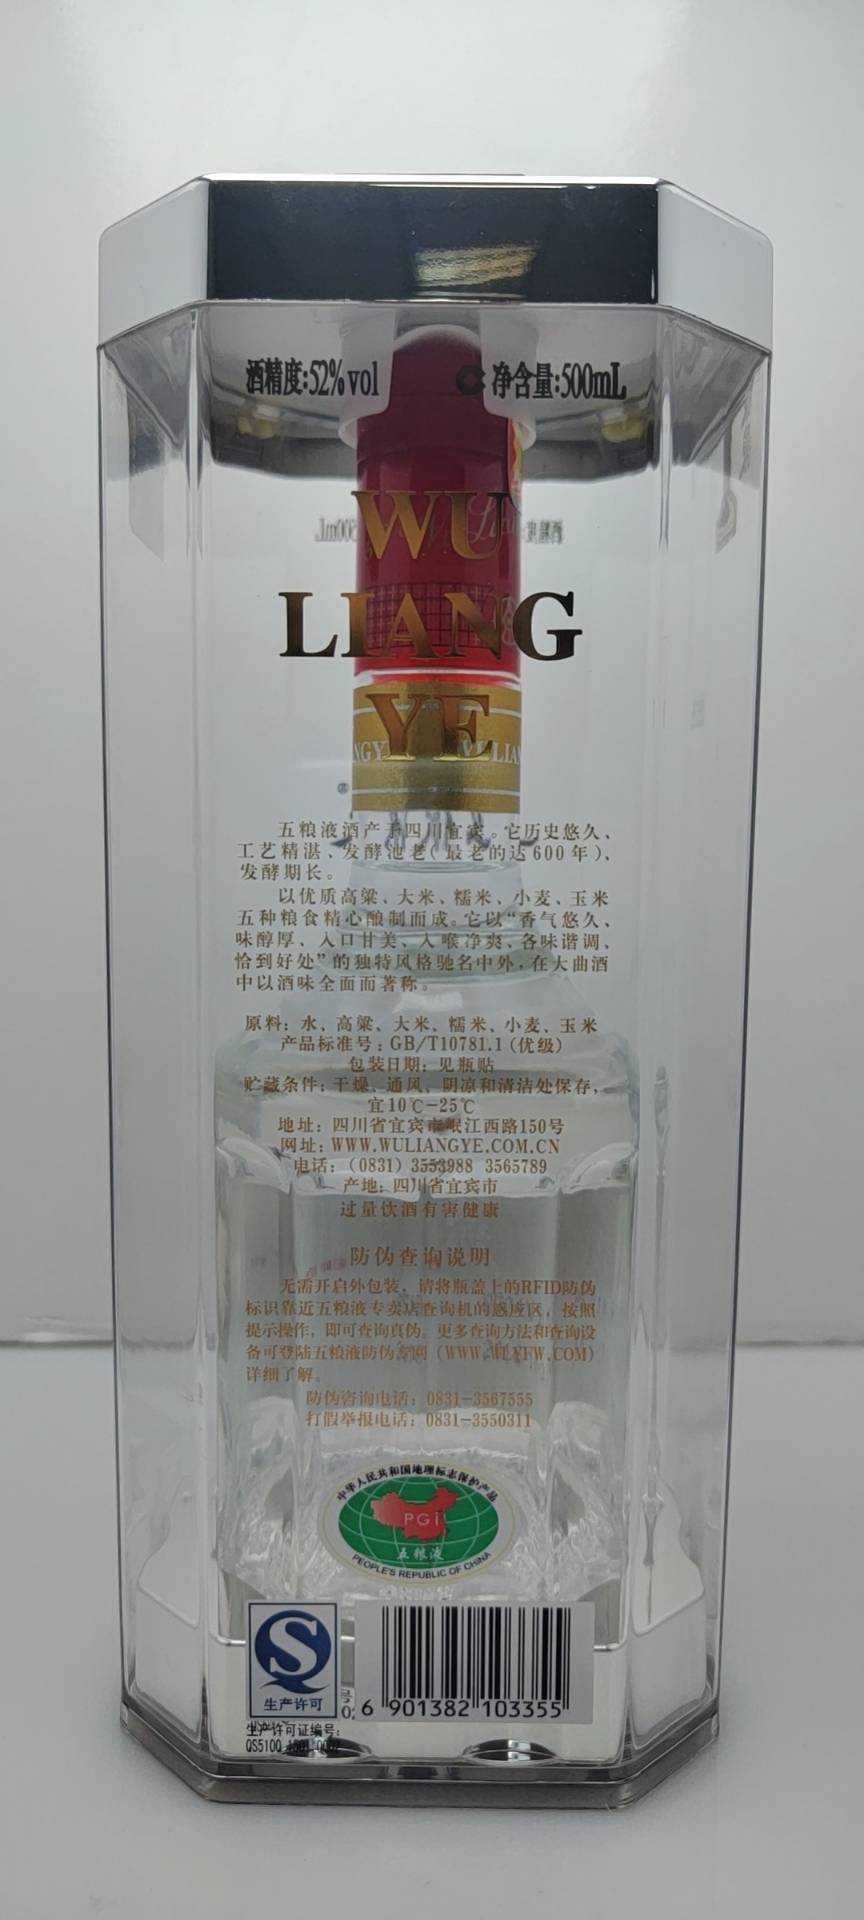 酒精度:52%vol 净含量:500mL
WU
LIANG
YE
五粮液酒产于四川宜宾。它历史悠久、
工艺精湛、发酵池老(最老的达600年)、
发酵期长。
以优质高粱、大米、糯米、小麦、玉米
五种粮食精心酿制而成。它以“香气悠久、
味醇厚、入口甘美、入喉净爽、各味谐调、
恰到好处”的独特风格驰名中外,在大曲酒
中以酒味全面而著称。
原料: 水、高粱、大米、糯米、小麦、玉米
产品标准号: GB/T10781.1(优级)
包装日期: 见瓶贴
贮藏条件: 干燥、通风、阴凉和清洁处保存,
宜10℃-25℃
地址: 四川省宜宾市岷江西路150号
网址: WWW.WULIANGYE.COM.CN
电话: (0831) 3553988 3565789
产地: 四川省宜宾市
过量饮酒有害健康
防伪查询说明
无需开启外包装, 请将瓶盖上的RFID防伪
标识靠近五粮液专卖店查询机的感应区, 按照
提示操作, 即可查询真伪。更多查询方法和查询设
备可登陆五粮液防伪专网 (WWW.WLYFW.COM)
详细了解。
防伪咨询电话: 0831-3567555
打假举报电话: 0831-3550311
中华人民共和国地理标志保护产品
PGI
五粮液
PEOPLE'S REPUBLIC OF CHINA
生产许可
6 901382 103355
生产许可证编号:
QS5100 1501 0002